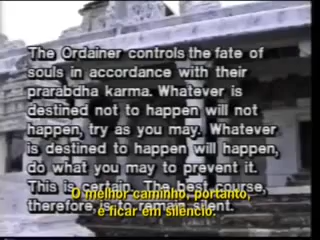 The Ordainer controls the fate of
souls in accordance with their
prarabdha karma. Whatever is
destined not to happen will not
happen, try as you may. Whatever
is destined to happen will happen,
do what you may to prevent it.
This is certain. The best course,
therefore, is to remain silent.
O melhor caminho, portanto,
é ficar em silêncio.